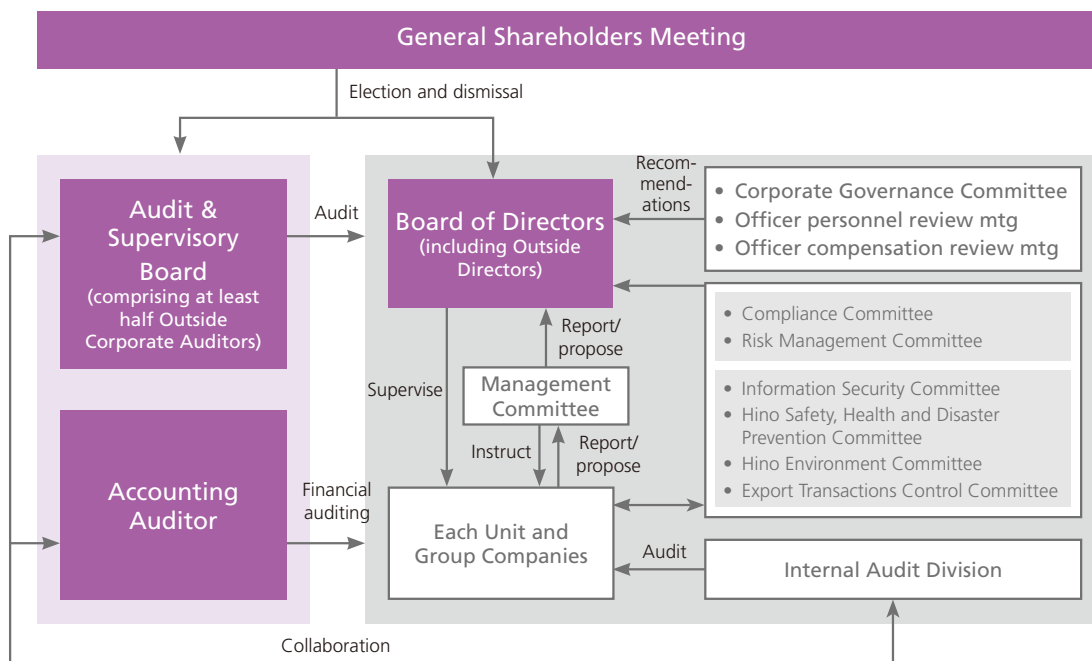 General Shareholders Meeting
Election and dismissal
Audit &
Supervisory
Board
(comprising at least
half Outside
Corporate Auditors)
Audit
Board of Directors
(including Outside
Directors)
Recom-
mend-
ations
• Corporate Governance Committee
• Officer personnel review mtg
• Officer compensation review mtg
• Compliance Committee
• Risk Management Committee
• Information Security Committee
• Hino Safety, Health and Disaster
Prevention Committee
• Hino Environment Committee
• Export Transactions Control Committee
Report/
propose
Supervise
Management
Committee
Instruct
Report/
propose
Accounting
Auditor
Financial
auditing
Each Unit and
Group Companies
Audit
Internal Audit Division
Collaboration